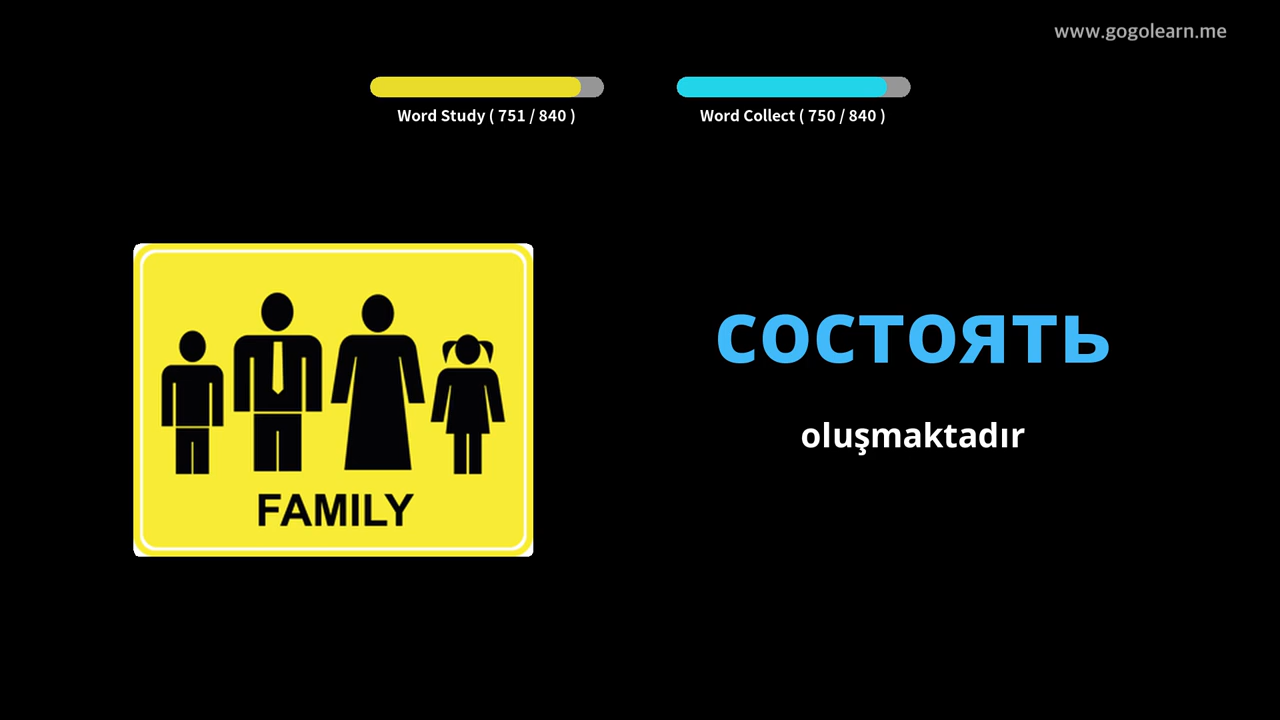 www.gogolearn.me
Word Study ( 751 / 840 )
Word Collect ( 750 / 840 )
FAMILY
состоять
oluşmaktadır